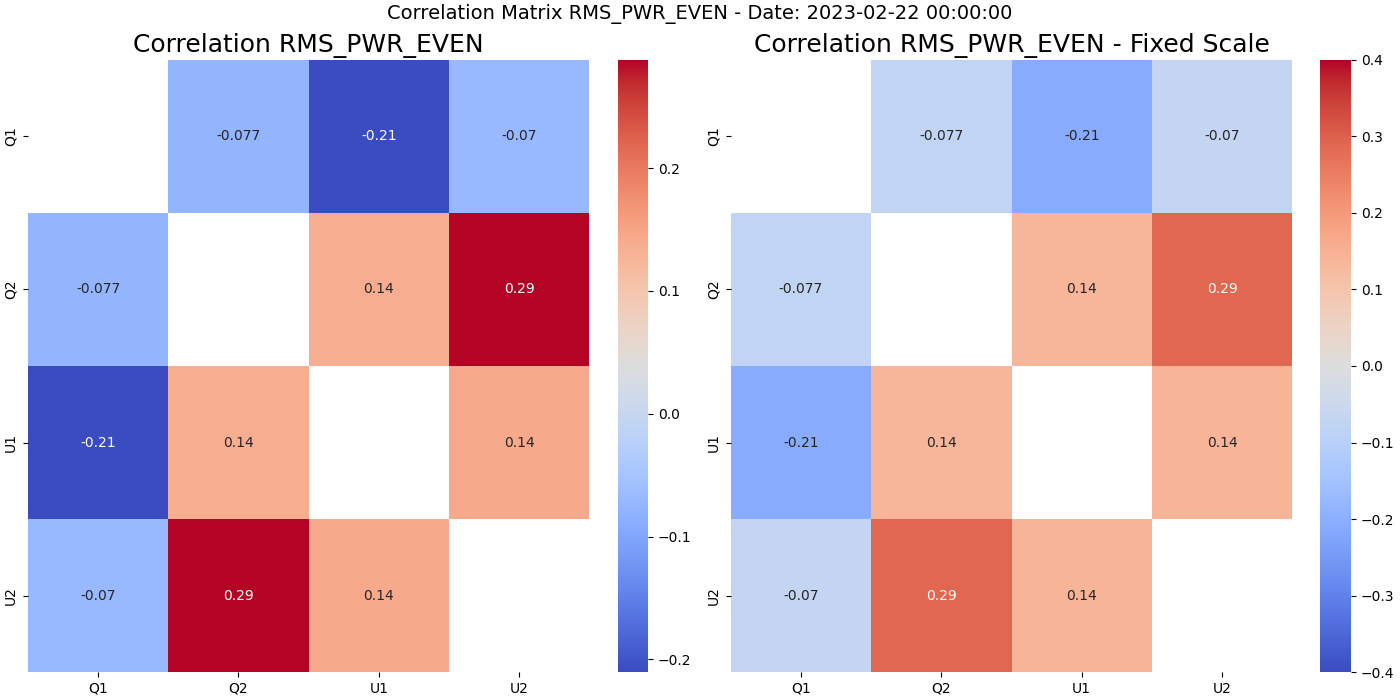 Correlation Matrix RMS_PWR_EVEN - Date: 2023-02-22 00:00:00
Correlation RMS_PWR_EVEN
Q1
-0.077
-0.21
-0.07
Q2
-0.077
0.14
0.29
U1
-0.21
0.14
0.14
U2
-0.07
0.29
0.14
Q1
Q2
U1
U2
0.2
0.1
0.0
−0.1
−0.2
Correlation RMS_PWR_EVEN - Fixed Scale
Q1
-0.077
-0.21
-0.07
Q2
-0.077
0.14
0.29
U1
-0.21
0.14
0.14
U2
-0.07
0.29
0.14
Q1
Q2
U1
U2
0.4
0.3
0.2
0.1
0.0
−0.1
−0.2
−0.3
−0.4